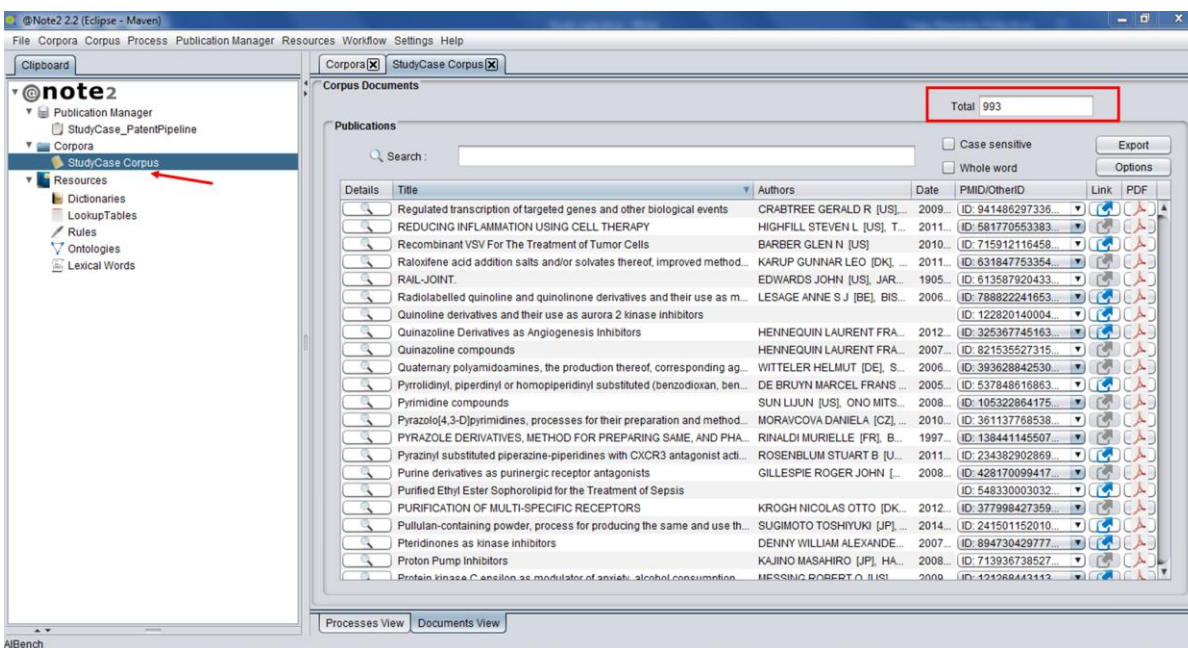 @Note2 2.2 (Eclipse - Maven)
File Corpora Corpus Process Publication Manager Resources Workflow Settings Help
Clipboard
@note2
Publication Manager
StudyCase_PatentPipeline
Corpora
StudyCase Corpus
Resources
Dictionaries
LookupTables
Rules
Ontologies
Lexical Words
Corpora StudyCase Corpus
Corpus Documents
Total 993
Publications
Search :
Case sensitive
Whole word
Export
Options
Details Title Authors Date PMID/OtherID Link PDF
Regulated transcription of targeted genes and other biological events CRABTREE GERALD R [US],... 2009... ID: 941486297336...
REDUCING INFLAMMATION USING CELL THERAPY HIGHFILL STEVEN L [US], T... 2011... ID: 581770553383...
Recombinant VSV For The Treatment of Tumor Cells BARBER GLEN N [US] 2010... ID: 715912116458...
Raloxifene acid addition salts and/or solvates thereof, improved method... KARUP GUNNAR LEO [DK], ... 2011... ID: 631847753354...
RAIL-JOINT. EDWARDS JOHN [US], JAR... 1905... ID: 613587920433...
Radiolabelled quinoline and quinolinone derivatives and their use as m... LESAGE ANNE S J [BE], BIS... 2006... ID: 788822241653...
Quinoline derivatives and their use as aurora 2 kinase inhibitors ID: 122820140004...
Quinazoline Derivatives as Angiogenesis Inhibitors HENNEQUIN LAURENT FRA... 2012... ID: 325367745163...
Quinazoline compounds HENNEQUIN LAURENT FRA... 2007... ID: 821535527315...
Quaternary polyamidoamines, the production thereof, corresponding ag... WITTELER HELMUT [DE], S... 2006... ID: 393628842530...
Pyrrolidinyl, piperdinyl or homopiperidinyl substituted (benzodioxan, ben... DE BRUYN MARCEL FRANS ... 2005... ID: 537848616863...
Pyrimidine compounds SUN LIJUN [US], ONO MITS... 2008... ID: 105322864175...
Pyrazolo[4,3-D]pyrimidines, processes for their preparation and method... MORAVCOVA DANIELA [CZ], ... 2010... ID: 361137768538...
PYRAZOLE DERIVATIVES, METHOD FOR PREPARING SAME, AND PHA... RINALDI MURIELLE [FR], B... 1997... ID: 138441145507...
Pyrazinyl substituted piperazine-piperidines with CXCR3 antagonist acti... ROSENBLUM STUART B [U... 2011... ID: 234382902869...
Purine derivatives as purinergic receptor antagonists GILLESPIE ROGER JOHN [... 2008... ID: 428170099417...
Purified Ethyl Ester Sophorolipid for the Treatment of Sepsis ID: 548330003032...
PURIFICATION OF MULTI-SPECIFIC RECEPTORS KROGH NICOLAS OTTO [DK... 2012... ID: 377998427359...
Pullulan-containing powder, process for producing the same and use th... SUGIMOTO TOSHIYUKI [JP], ... 2014... ID: 241501152010...
Pteridinones as kinase inhibitors DENNY WILLIAM ALEXANDE... 2007... ID: 894730429777...
Proton Pump Inhibitors KAJINO MASAHIRO [JP], HA... 2008... ID: 713936738527...
Protein kinase C epsilon as modulator of anxiety, alcohol consumption MESSING ROBERT O [US] 2009 ID: 121268443113
Processes View Documents View
AIBench